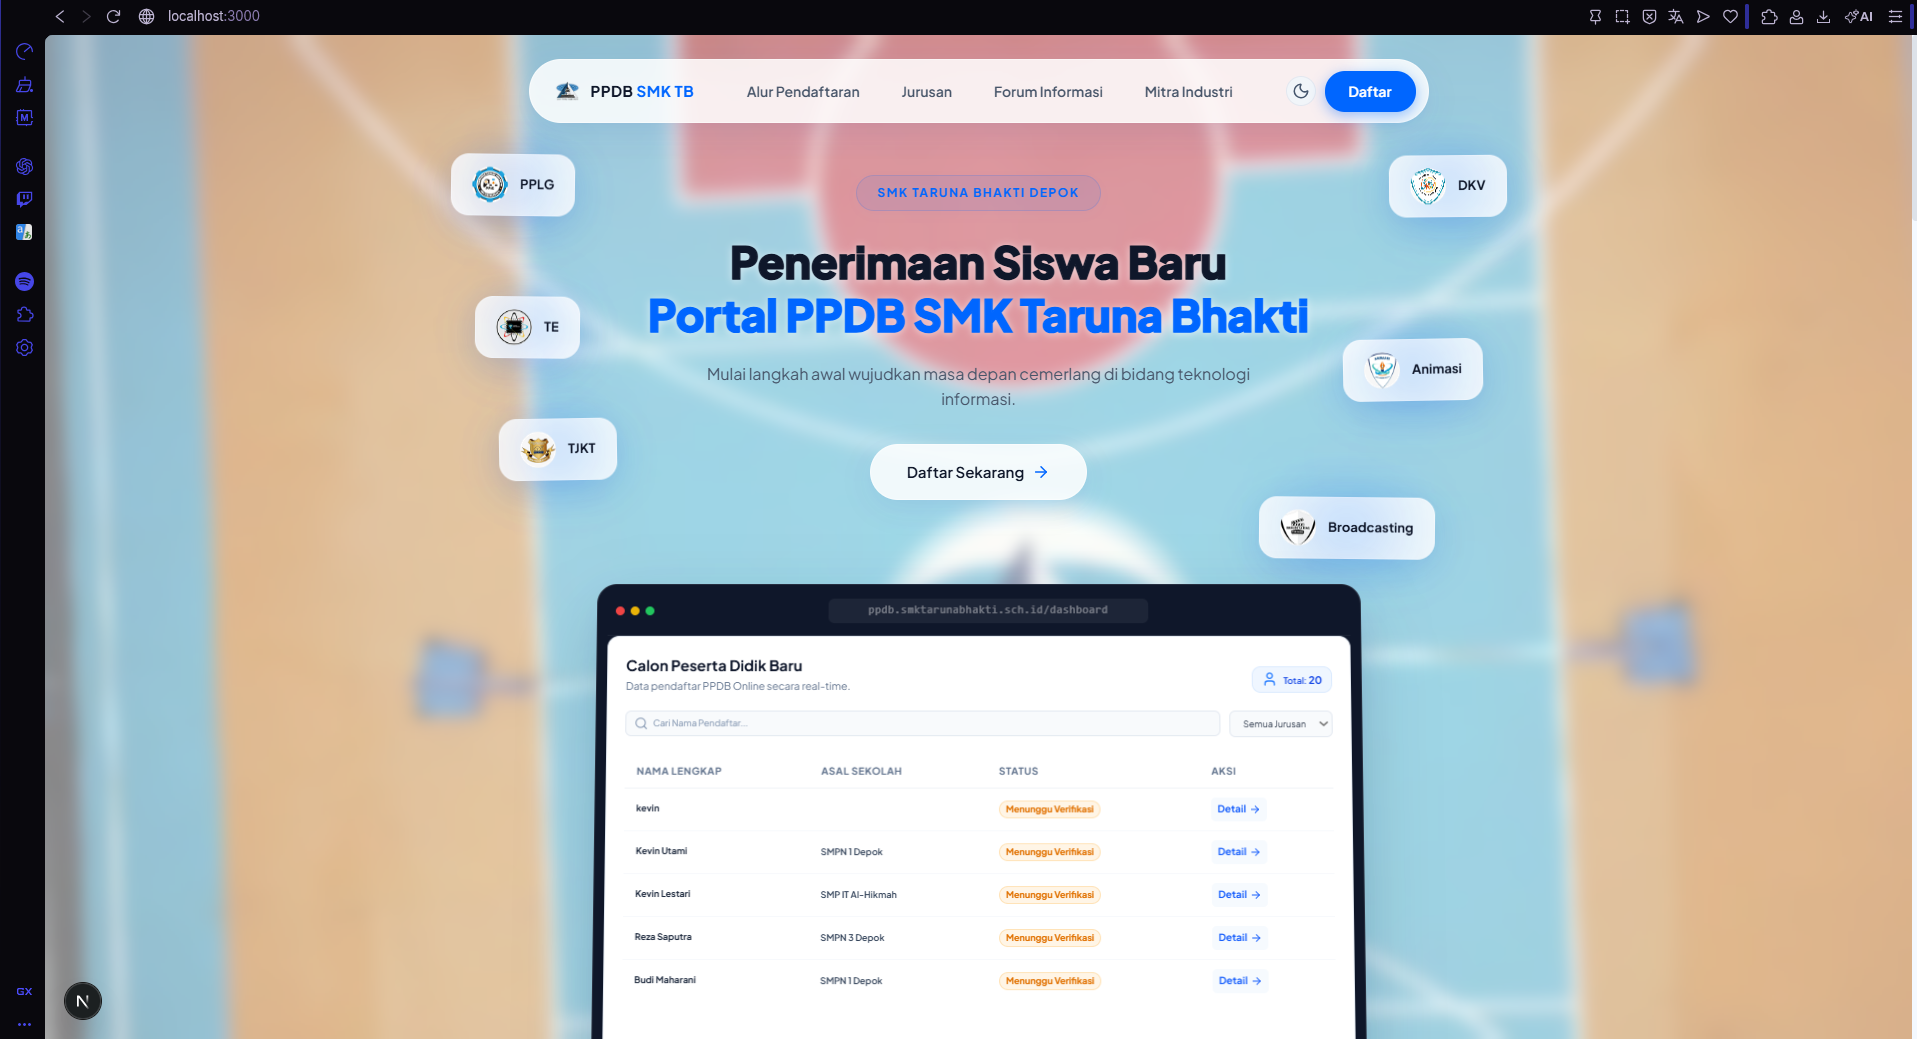 localhost:3000
AI
PPDB SMK TB
Alur Pendaftaran
Jurusan
Forum Informasi
Mitra Industri
Daftar
PPLG
DKV
SMK TARUNA BHAKTI DEPOK
Penerimaan Siswa Baru
Portal PPDB SMK Taruna Bhakti
TE
Mulai langkah awal wujudkan masa depan cemerlang di bidang teknologi
informasi.
Animasi
TJKT
Daftar Sekarang
Broadcasting
ppdb.smktarunabhakti.sch.id/dashboard
Calon Peserta Didik Baru
Data pendaftar PPDB Online secara real-time.
Total: 20
Cari Nama Pendaftar...
Semua Jurusan
NAMA LENGKAP ASAL SEKOLAH STATUS AKSI
kevin Menunggu Verifikasi Detail
Kevin Utami SMPN 1 Depok Menunggu Verifikasi Detail
Kevin Lestari SMP IT Al-Hikmah Menunggu Verifikasi Detail
Reza Saputra SMPN 3 Depok Menunggu Verifikasi Detail
Budi Maharani SMPN 1 Depok Menunggu Verifikasi Detail
GX
N